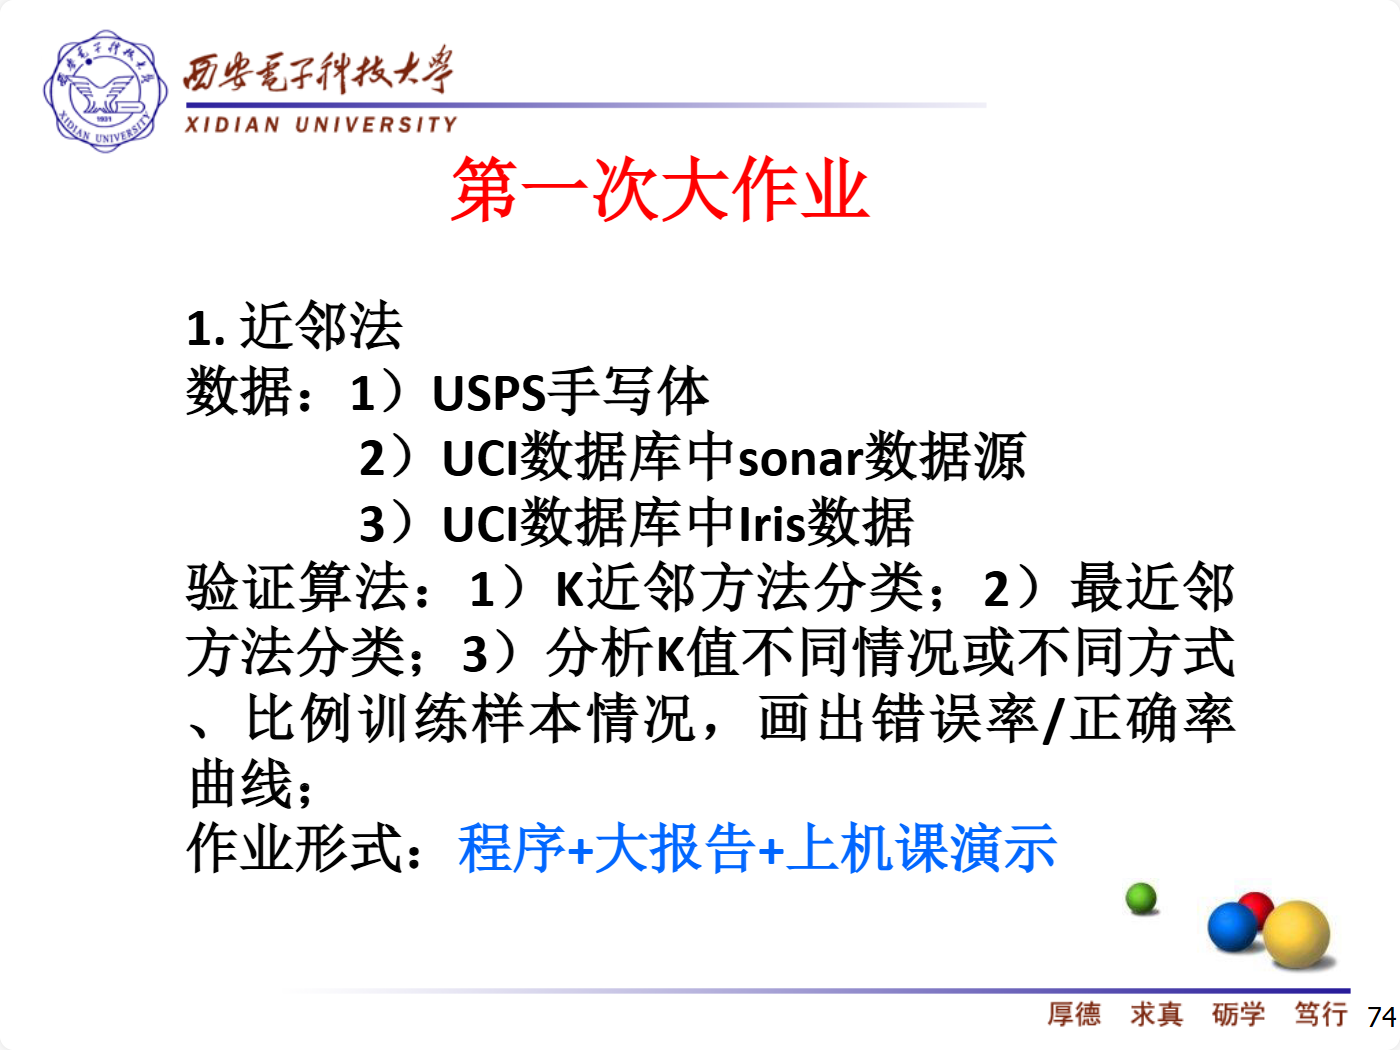 西安电子科技大学
XIDIAN UNIVERSITY
1931
XIDIAN UNIVERSITY
第一次大作业
1. 近邻法
数据：1）USPS手写体
2）UCI数据库中sonar数据源
3）UCI数据库中Iris数据
验证算法：1）K近邻方法分类；2）最近邻
方法分类；3）分析K值不同情况或不同方式
、比例训练样本情况，画出错误率/正确率
曲线；
作业形式：程序+大报告+上机课演示
厚德 求真 砺学 笃行 74